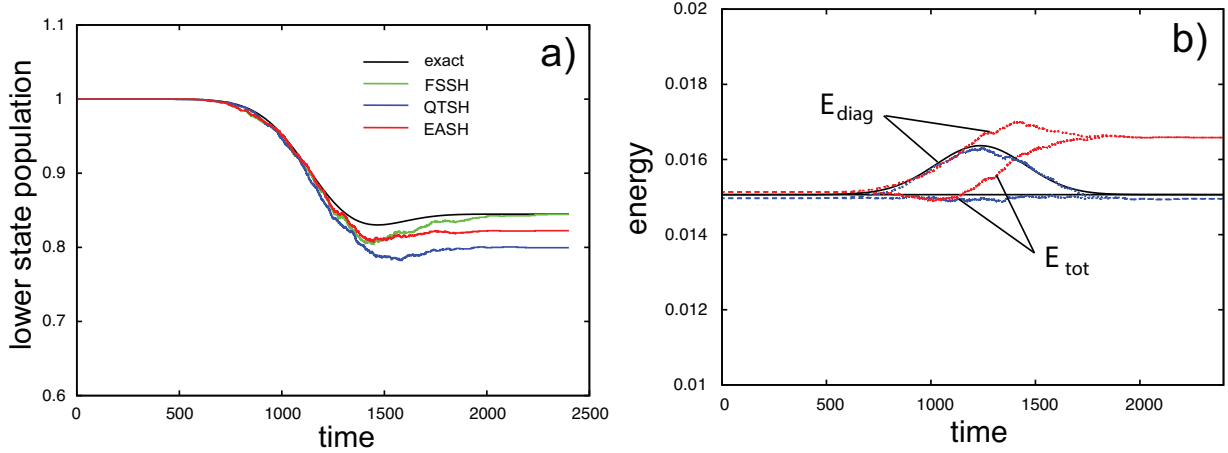 a)
exact
FSSH
QTSH
EASH
1.1
1
0.9
0.8
0.7
0.6
0
500
1000
1500
2000
2500
lower state population
time
b)
E diag
E tot
0.02
0.018
0.016
0.014
0.012
0.01
0
500
1000
1500
2000
energy
time